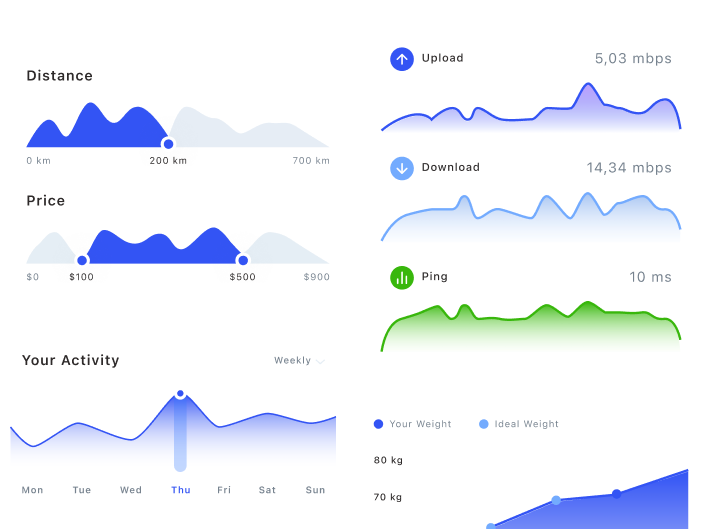 Distance
0 km 200 km 700 km
Price
$0 $100 $500 $900
Your Activity Weekly
Mon Tue Wed Thu Fri Sat Sun
Upload 5,03 mbps
Download 14,34 mbps
Ping 10 ms
Your Weight Ideal Weight
80 kg
70 kg